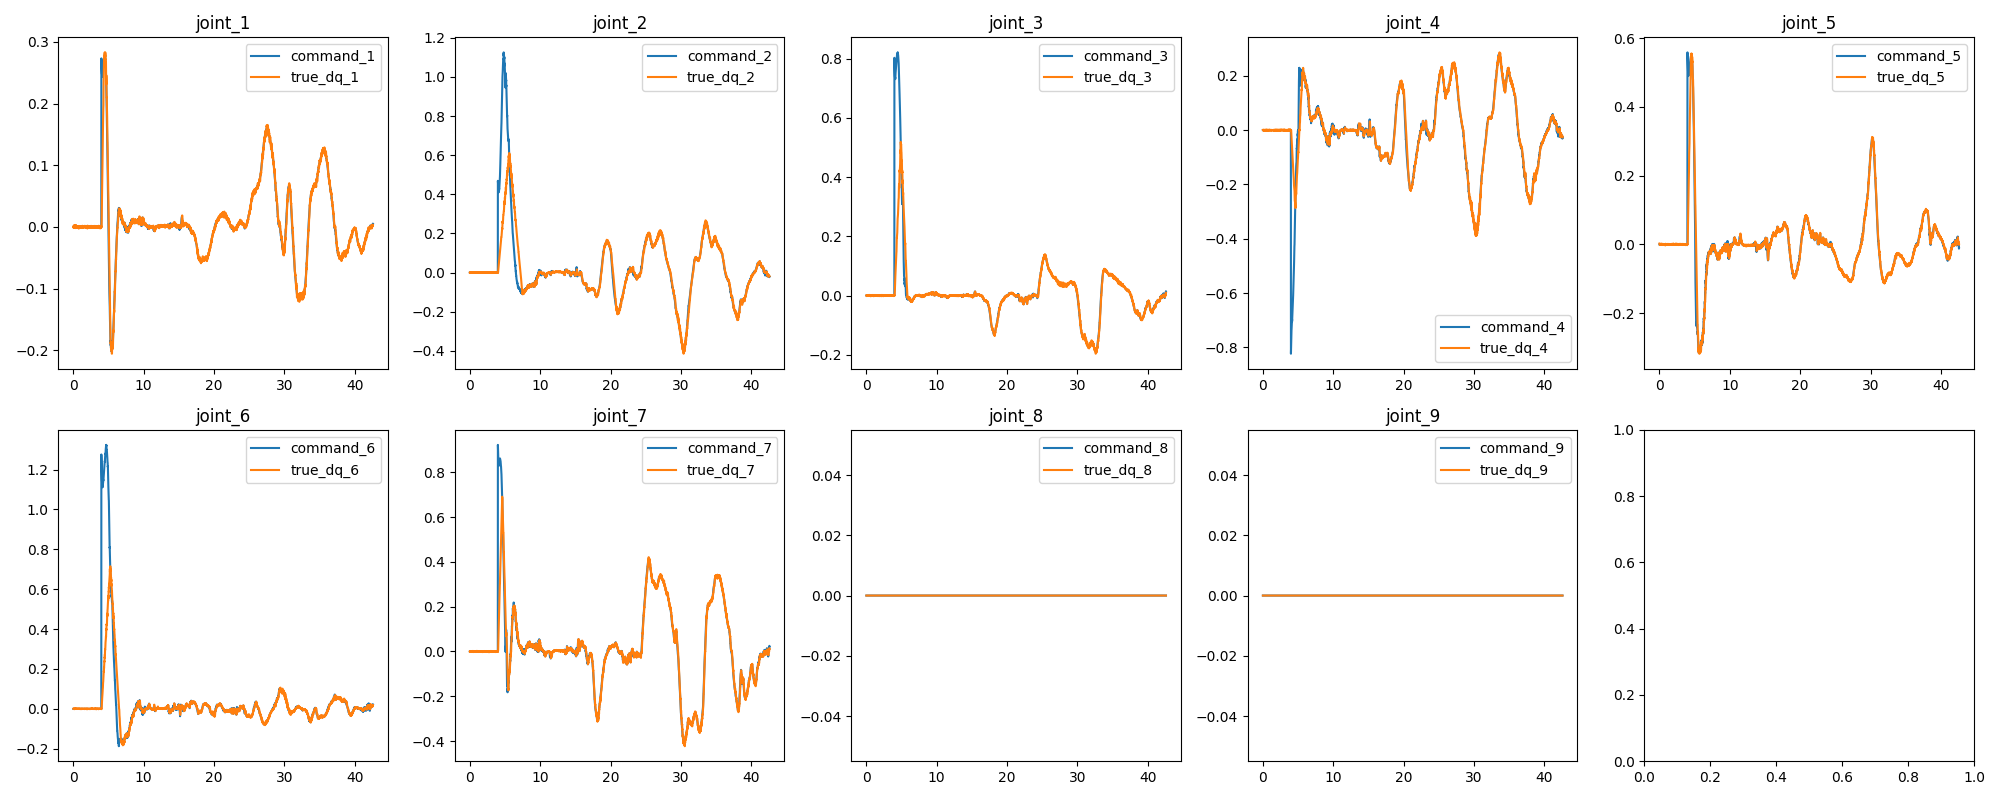 joint_1
0.3
0.2
0.1
0.0
−0.1
−0.2
0 10 20 30 40
command_1
true_dq_1
joint_2
1.2
1.0
0.8
0.6
0.4
0.2
0.0
−0.2
−0.4
0 10 20 30 40
command_2
true_dq_2
joint_3
0.8
0.6
0.4
0.2
0.0
−0.2
0 10 20 30 40
command_3
true_dq_3
joint_4
0.2
0.0
−0.2
−0.4
−0.6
−0.8
0 10 20 30 40
command_4
true_dq_4
joint_5
0.6
0.4
0.2
0.0
−0.2
0 10 20 30 40
command_5
true_dq_5
joint_6
1.2
1.0
0.8
0.6
0.4
0.2
0.0
−0.2
0 10 20 30 40
command_6
true_dq_6
joint_7
0.8
0.6
0.4
0.2
0.0
−0.2
−0.4
0 10 20 30 40
command_7
true_dq_7
joint_8
0.04
0.02
0.00
−0.02
−0.04
0 10 20 30 40
command_8
true_dq_8
joint_9
0.04
0.02
0.00
−0.02
−0.04
0 10 20 30 40
command_9
true_dq_9
1.0
0.8
0.6
0.4
0.2
0.0
0.0 0.2 0.4 0.6 0.8 1.0